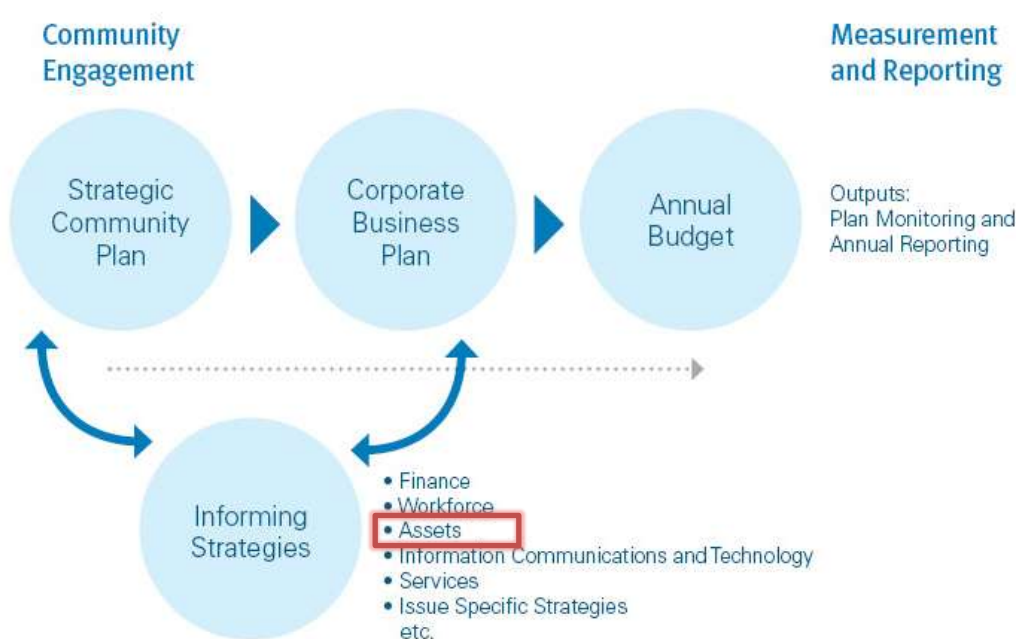 Community
Engagement
Measurement
and Reporting
Strategic
Community
Plan
Corporate
Business
Plan
Annual
Budget
Outputs:
Plan Monitoring and
Annual Reporting
Informing
Strategies
• Finance
• Workforce
• Assets
• Information Communications and Technology
• Services
• Issue Specific Strategies
etc.